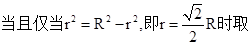 当且仅当r² = R² − r²,即r = √2/2 R时取